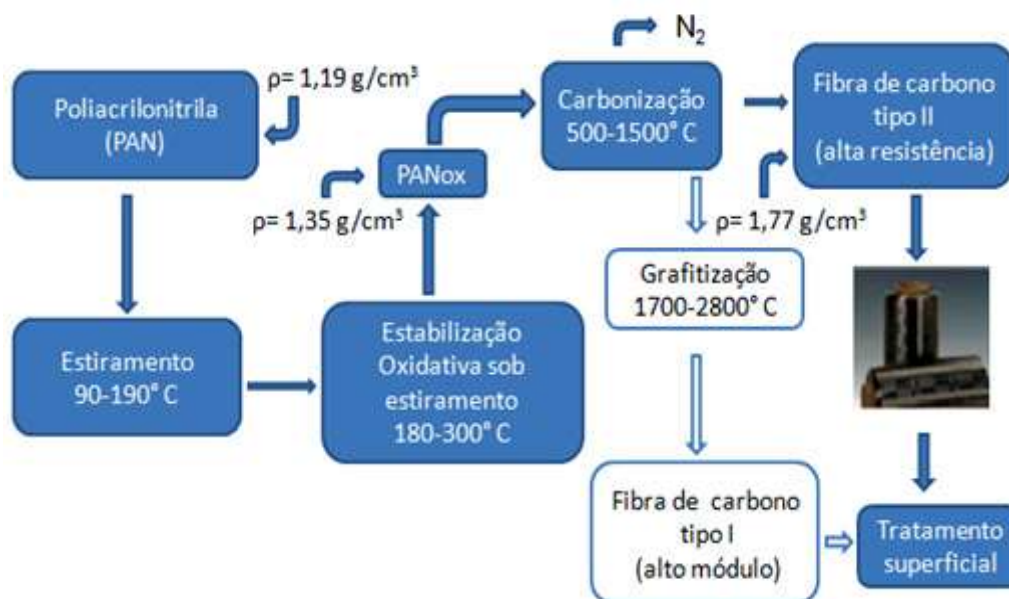 Poliacrilonitrila
(PAN)
ρ= 1,19 g/cm³
Estiramento
90-190° C
Estabilização
Oxidativa sob
estiramento
180-300° C
PANox
ρ= 1,35 g/cm³
Carbonização
500-1500° C
N₂
Fibra de carbono
tipo II
(alta resistência)
ρ= 1,77 g/cm³
Grafitização
1700-2800° C
Fibra de carbono
tipo I
(alto módulo)
Tratamento
superficial